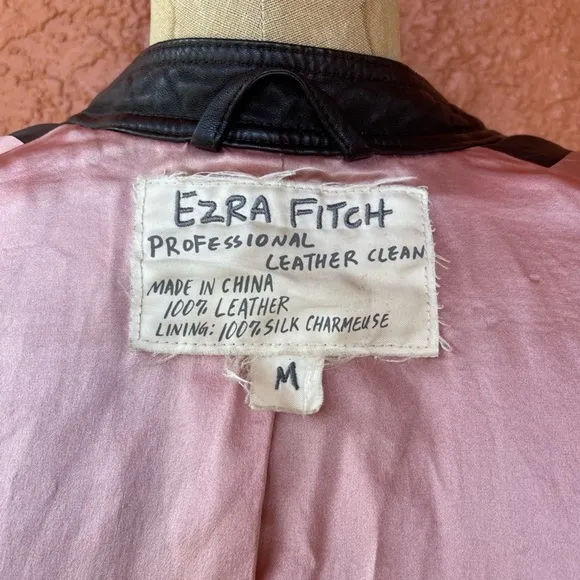 EZRA FITCH
PROFESSIONAL
LEATHER CLEAN
MADE IN CHINA
100% LEATHER
LINING: 100% SILK CHARMEUSE
M